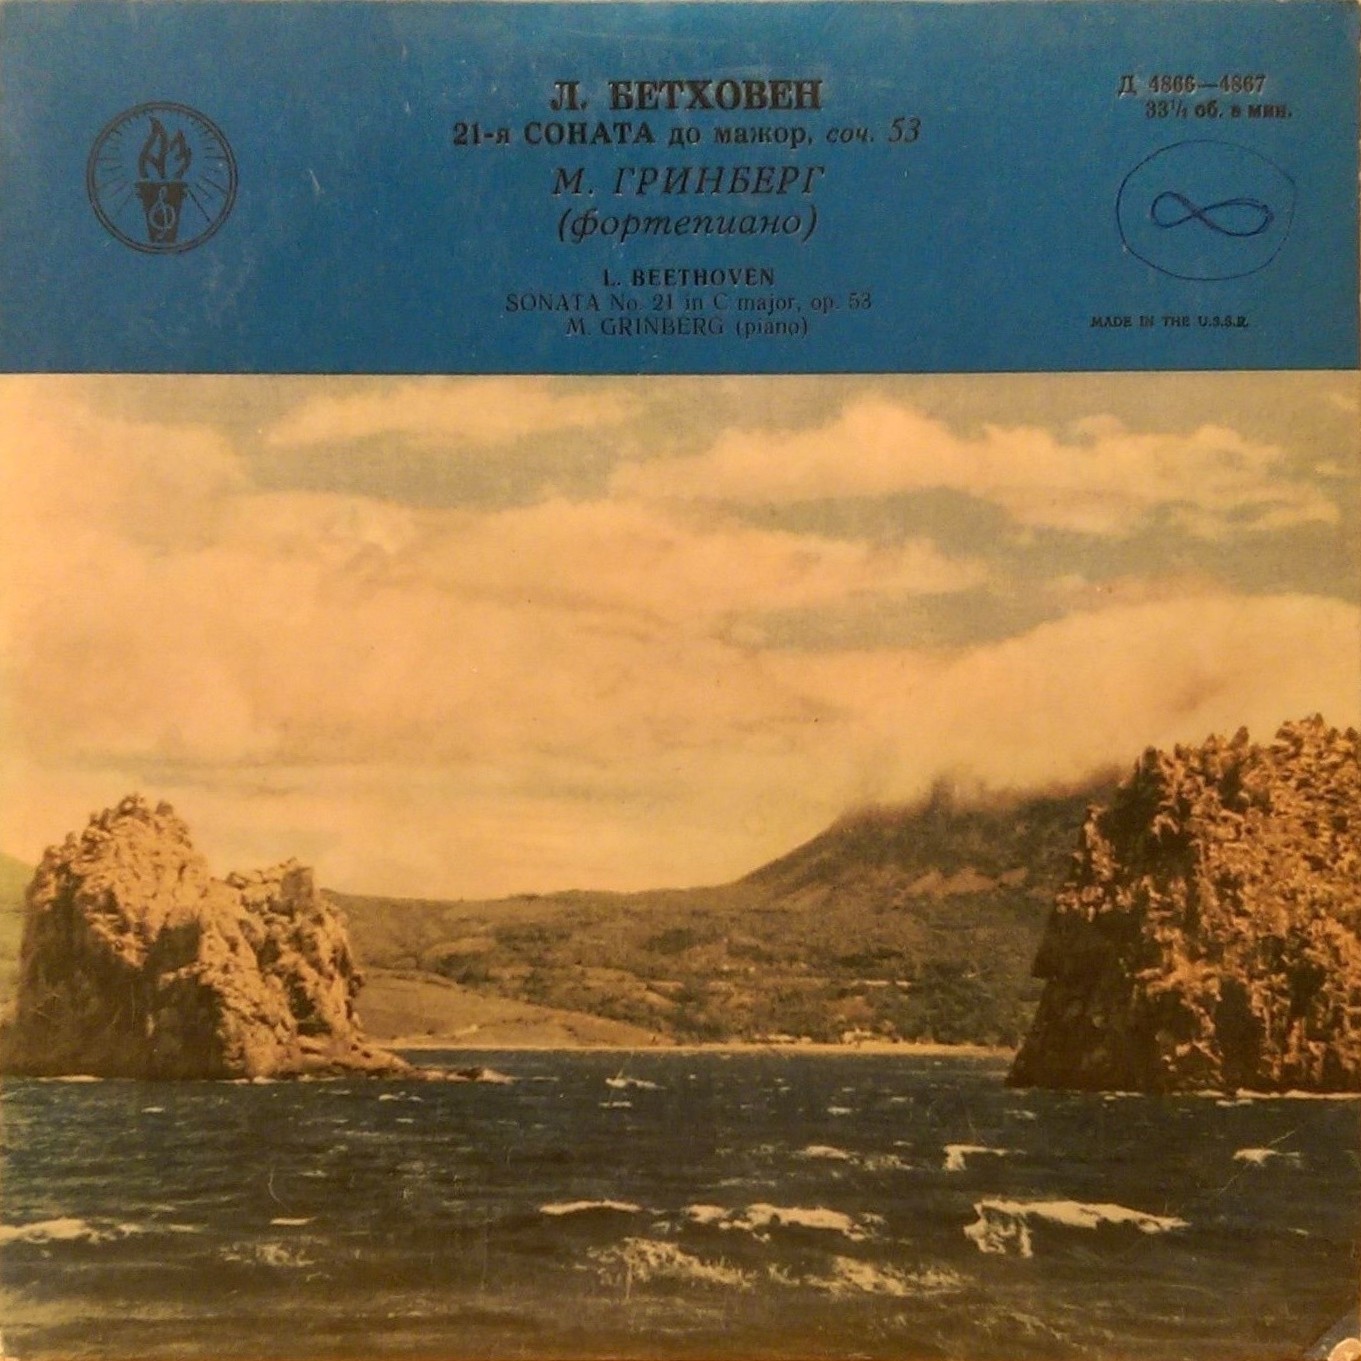 Л. БЕТХОВЕН
21-я СОНАТА до мажор, соч. 53
М. ГРИНБЕРГ
(фортепиано)
L. BEETHOVEN
SONATA No. 21 in C major, op. 53
M. GRINBERG (piano)
Д 4866—4867
33⅓ об. в мин.
MADE IN THE U.S.S.R.
АЗ